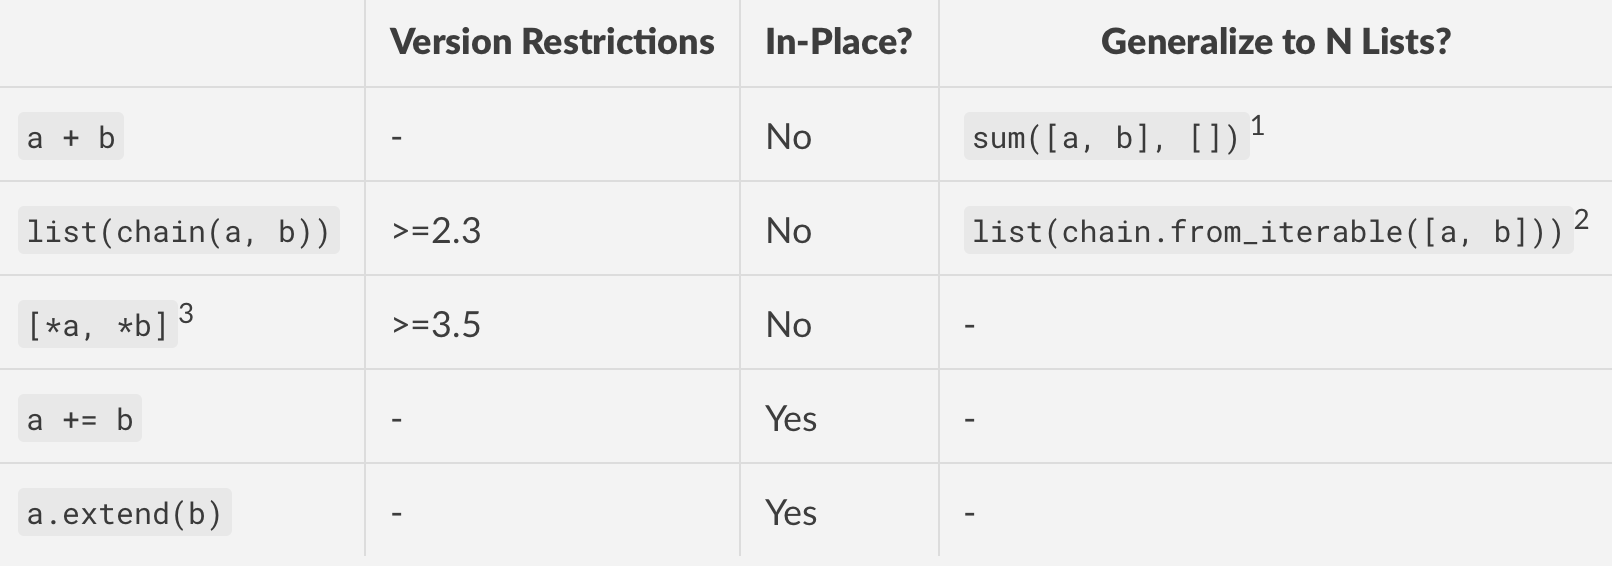 Version Restrictions In-Place? Generalize to N Lists?
a + b - No sum([a, b], [])1
list(chain(a, b)) >=2.3 No list(chain.from_iterable([a, b]))2
[*a, *b]3 >=3.5 No -
a += b - Yes -
a.extend(b) - Yes -